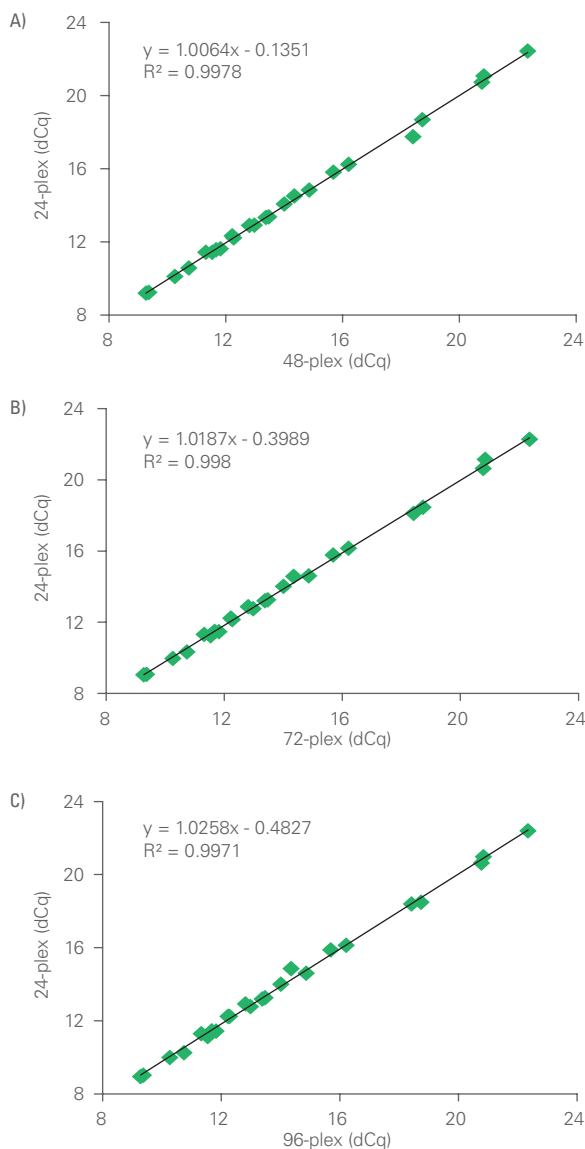 A)
24
20
16
12
8
24-plex (dCq)
y = 1.0064x - 0.1351
R² = 0.9978
8 12 16 20 24
48-plex (dCq)
B)
24
20
16
12
8
24-plex (dCq)
y = 1.0187x - 0.3989
R² = 0.998
8 12 16 20 24
72-plex (dCq)
C)
24
20
16
12
8
24-plex (dCq)
y = 1.0258x - 0.4827
R² = 0.9971
8 12 16 20 24
96-plex (dCq)